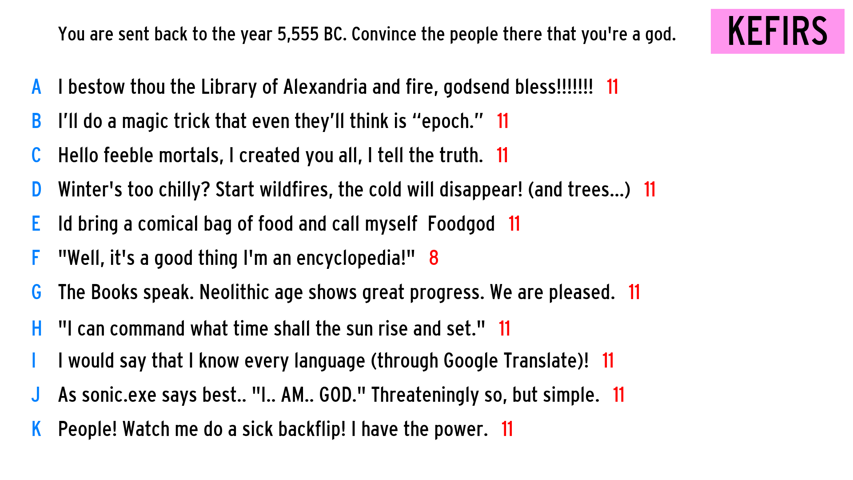 You are sent back to the year 5,555 BC. Convince the people there that you're a god.
KEFIRS
A I bestow thou the Library of Alexandria and fire, godsend bless!!!!!!! 11
B I’ll do a magic trick that even they’ll think is “epoch.” 11
C Hello feeble mortals, I created you all, I tell the truth. 11
D Winter's too chilly? Start wildfires, the cold will disappear! (and trees...) 11
E Id bring a comical bag of food and call myself  Foodgod 11
F "Well, it's a good thing I'm an encyclopedia!" 8
G The Books speak. Neolithic age shows great progress. We are pleased. 11
H "I can command what time shall the sun rise and set." 11
I I would say that I know every language (through Google Translate)! 11
J As sonic.exe says best.. "I.. AM.. GOD." Threateningly so, but simple. 11
K People! Watch me do a sick backflip! I have the power. 11